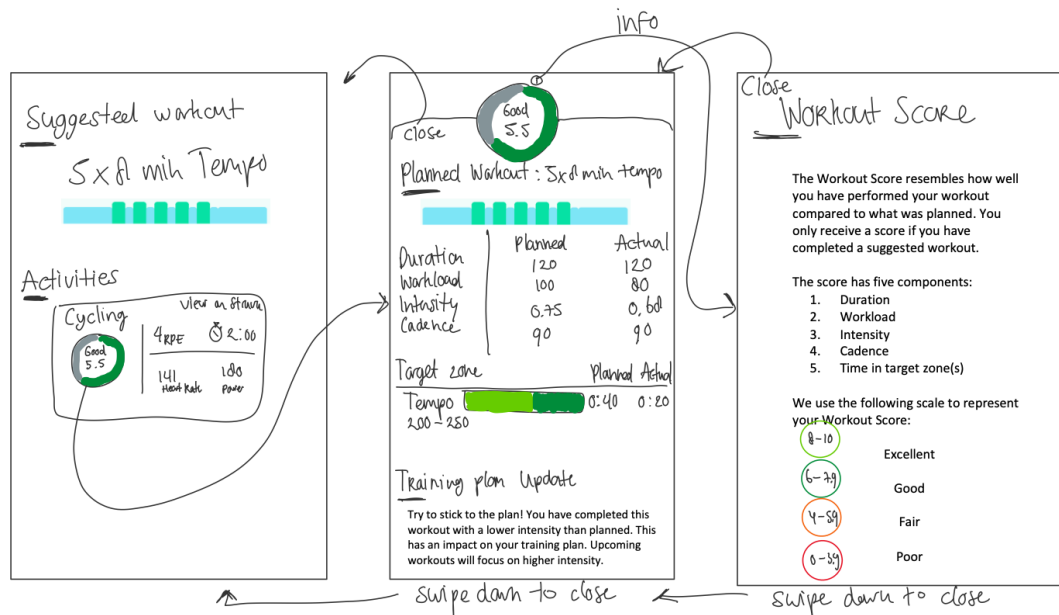 info
Suggested workout
5x8 min Tempo
Activities
Cycling
View on Strava
Good
5.5
4 RPE
2:00
141
Heart Rate
180
Power
close
Good
5.5
Planned Workout: 5x8 min tempo
Planned Actual
Duration 120 120
Workload 100 80
Intensity 0.75 0.68
Cadence 90 90
Target zone Planned Actual
Tempo 0:40 0:20
200-250
Training plan Update
Try to stick to the plan! You have completed this
workout with a lower intensity than planned. This
has an impact on your training plan. Upcoming
workouts will focus on higher intensity.
swipe down to close
Close
Workout Score
The Workout Score resembles how well
you have performed your workout
compared to what was planned. You
only receive a score if you have
completed a suggested workout.
The score has five components:
1. Duration
2. Workload
3. Intensity
4. Cadence
5. Time in target zone(s)
We use the following scale to represent
your Workout Score:
8-10 Excellent
6-7.9 Good
4-5.9 Fair
0-3.9 Poor
swipe down to close